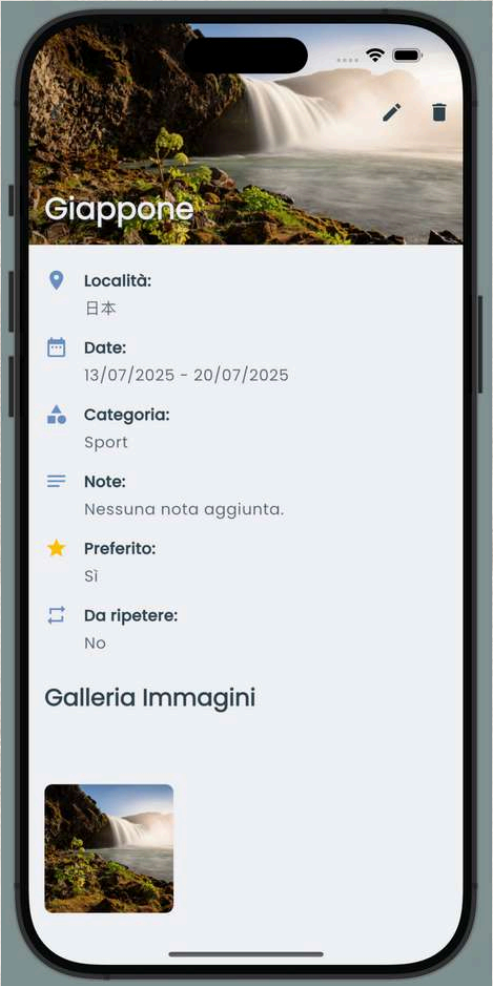 Giappone
Località:
日本
Date:
13/07/2025 - 20/07/2025
Categoria:
Sport
Note:
Nessuna nota aggiunta.
Preferito:
Sì
Da ripetere:
No
Galleria Immagini